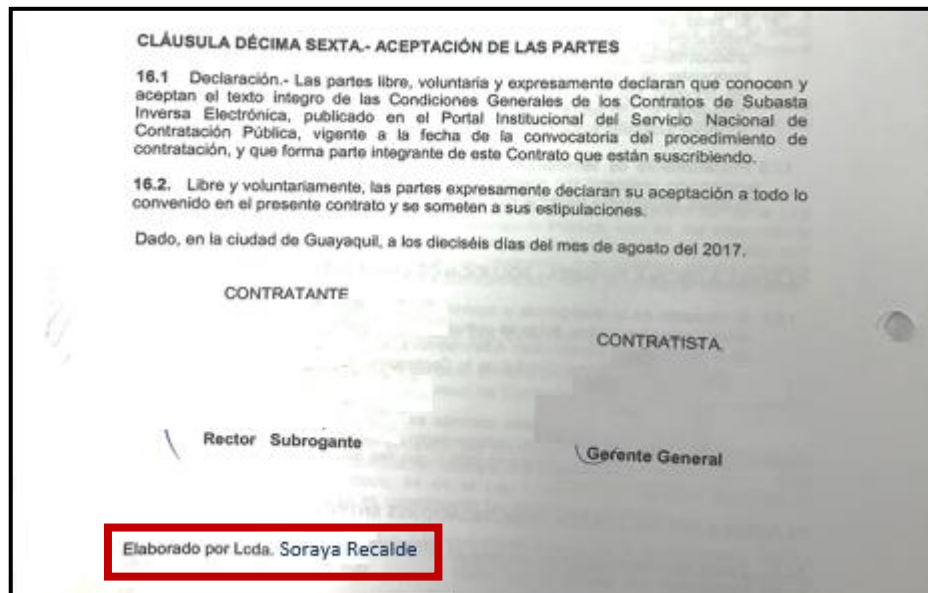 CLÁUSULA DÉCIMA SEXTA.- ACEPTACIÓN DE LAS PARTES
16.1 Declaración.- Las partes libre, voluntaria y expresamente declaran que conocen y
aceptan el texto íntegro de las Condiciones Generales de los Contratos de Subasta
Inversa Electrónica, publicado en el Portal Institucional del Servicio Nacional de
Contratación Pública, vigente a la fecha de la convocatoria del procedimiento de
contratación, y que forma parte integrante de este Contrato que están suscribiendo.
16.2. Libre y voluntariamente, las partes expresamente declaran su aceptación a todo lo
convenido en el presente contrato y se someten a sus estipulaciones.
Dado, en la ciudad de Guayaquil, a los dieciséis días del mes de agosto del 2017.
CONTRATANTE
CONTRATISTA
Rector Subrogante
Gerente General
Elaborado por Lcda. Soraya Recalde